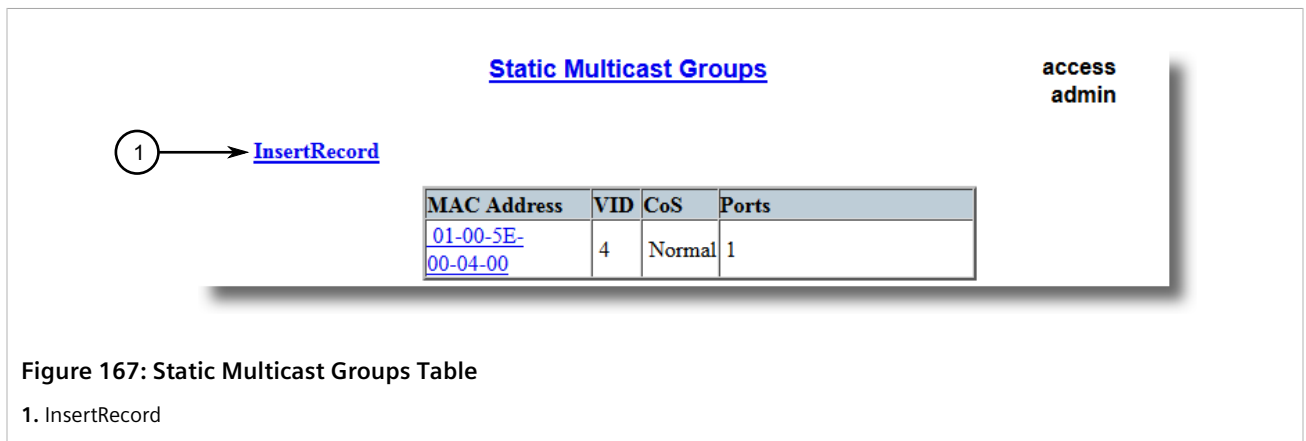 Static Multicast Groups
access
admin
1
InsertRecord
MAC Address VID CoS Ports
01-00-5E-
00-04-00 4 Normal 1
Figure 167: Static Multicast Groups Table
1. InsertRecord